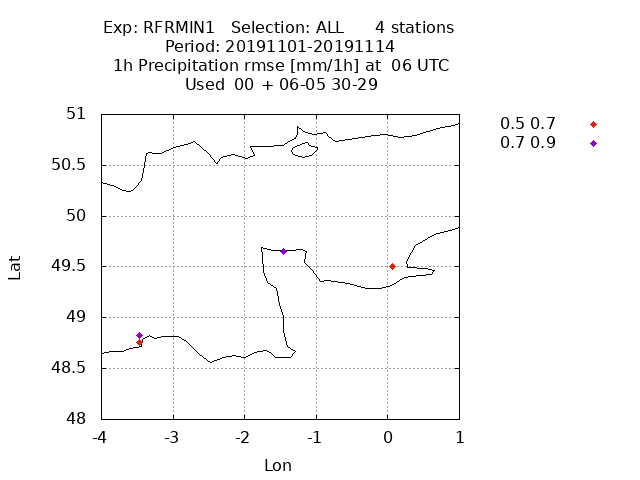 Exp: RFRMIN1 Selection: ALL 4 stations
Period: 20191101-20191114
1h Precipitation rmse [mm/1h] at 06 UTC
Used 00 + 06-05 30-29
0.5 0.7
0.7 0.9
51
50.5
50
49.5
49
48.5
48
Lat
-4 -3 -2 -1 0 1
Lon